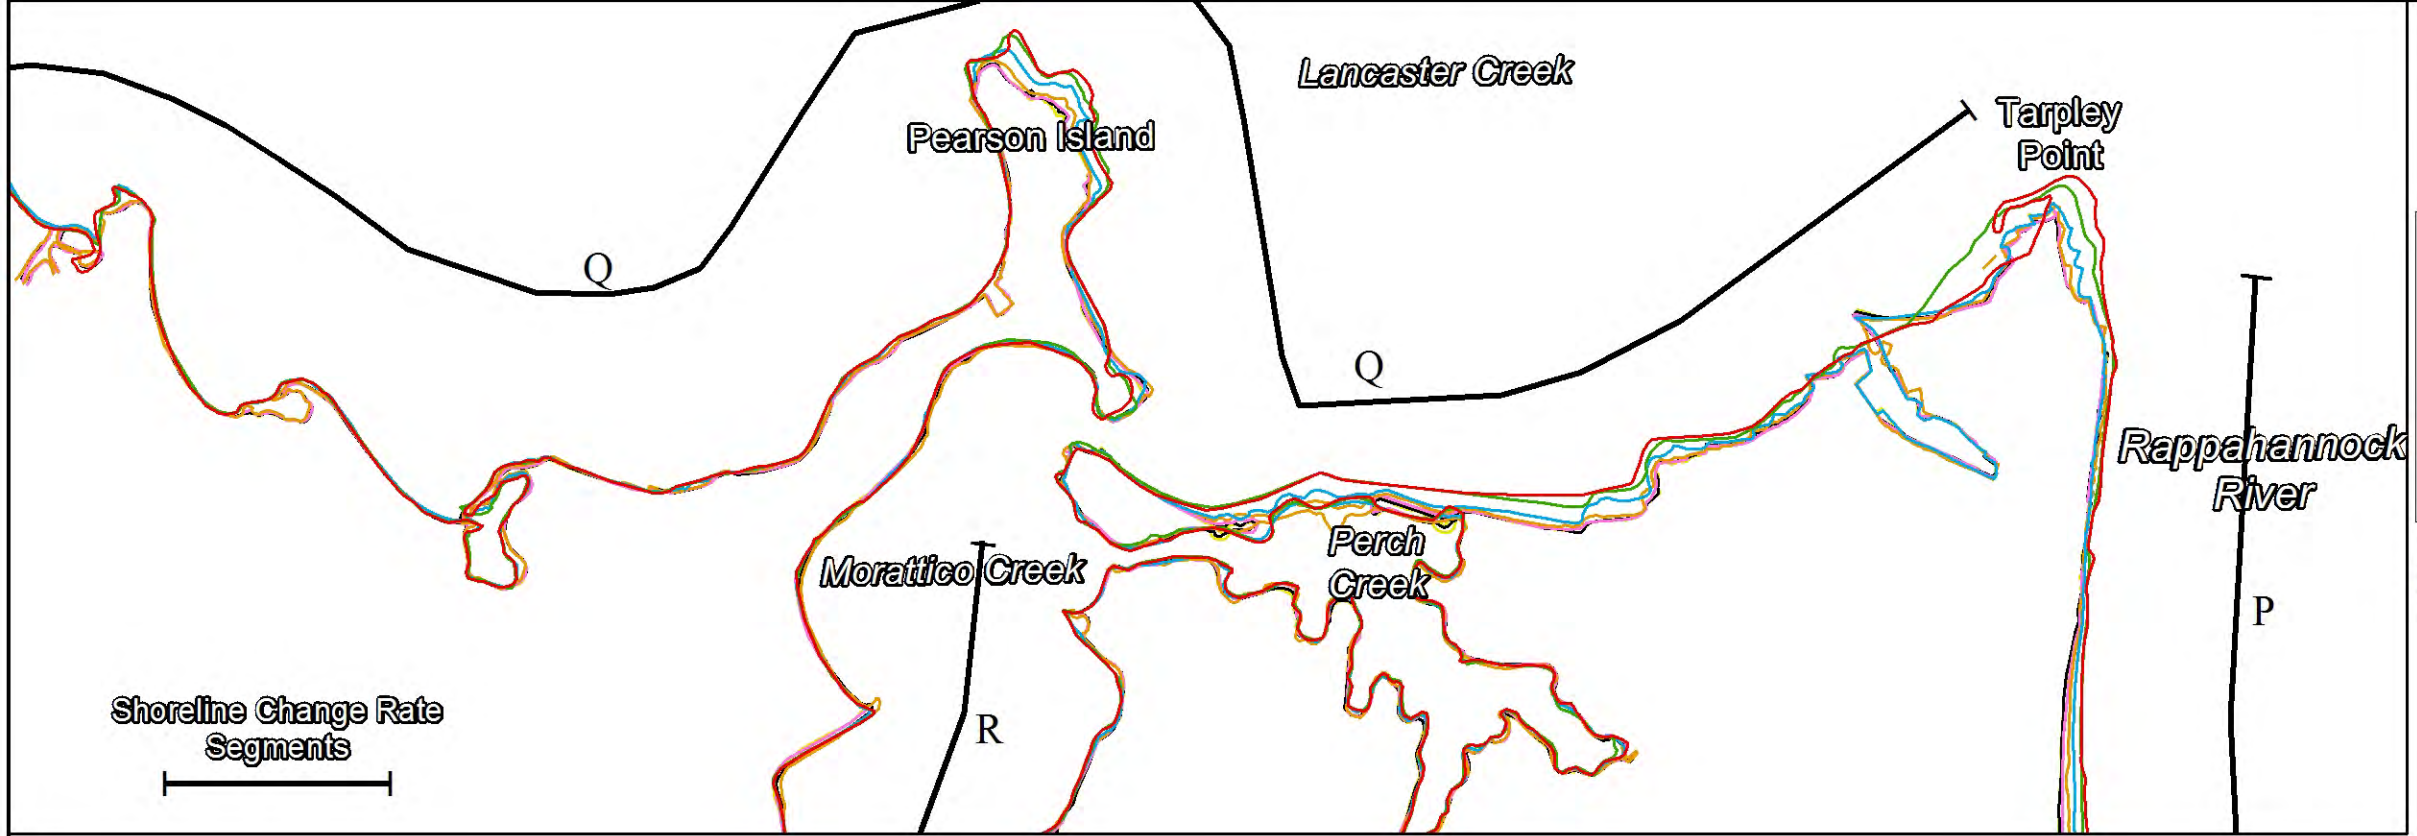 Lancaster Creek
Tarpley
Point
Pearson Island
Q
Q
Rappahannock
River
Perch
Creek
Morattico Creek
P
R
Shoreline Change Rate
Segments